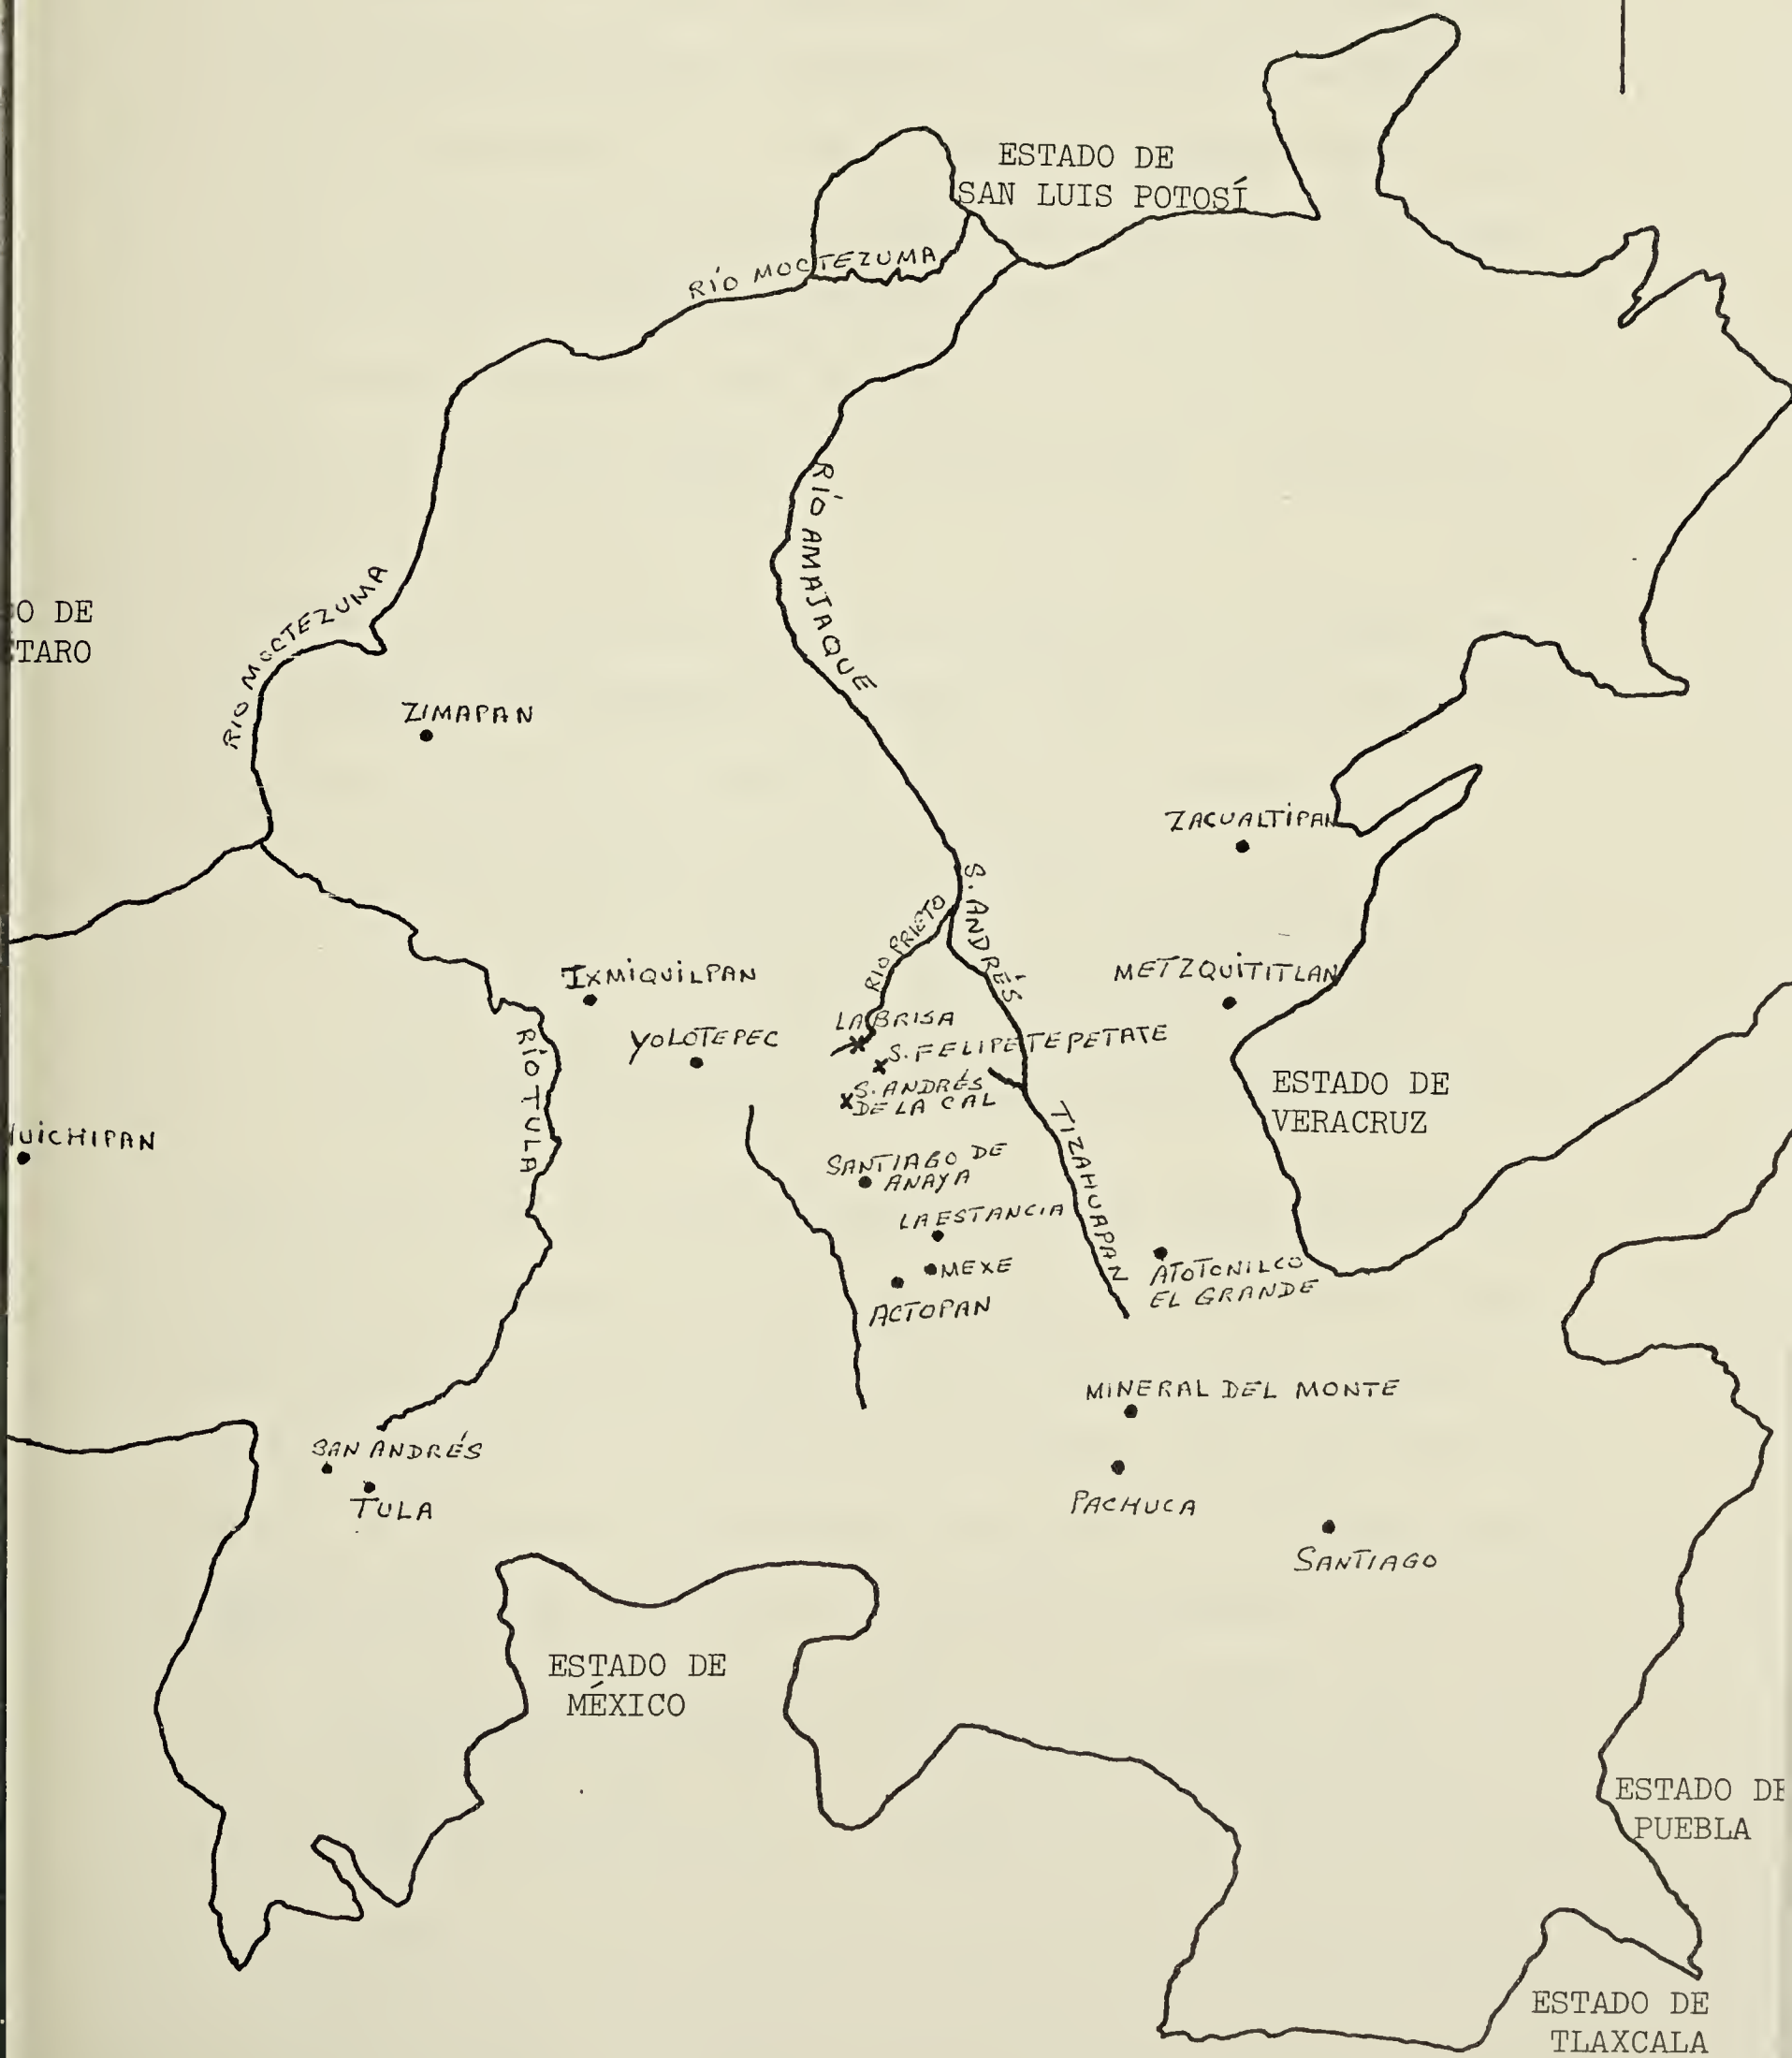 ESTADO DE
SAN LUIS POTOSÍ
RÍO MOCTEZUMA
RÍO AMAJAQUE
RIO MOCTEZUMA
O DE
TARO
ZIMAPAN
ZACUALTIPAN
S. ANDRÉS
RIO PRIETO
IXMIQUILPAN
METZQUITITLAN
LA BRISA
YOLOTEPEC
S. FELIPE TEPETATE
RÍO TULA
S. ANDRÉS
DE LA CAL
ESTADO DE
VERACRUZ
TIZAHUAPAN
HUICHIPAN
SANTIAGO DE
ANAYA
LA ESTANCIA
MEXE
ACTOPAN
ATOTONILCO
EL GRANDE
MINERAL DEL MONTE
SAN ANDRÉS
TULA
PACHUCA
SANTIAGO
ESTADO DE
MÉXICO
ESTADO DE
PUEBLA
ESTADO DE
TLAXCALA